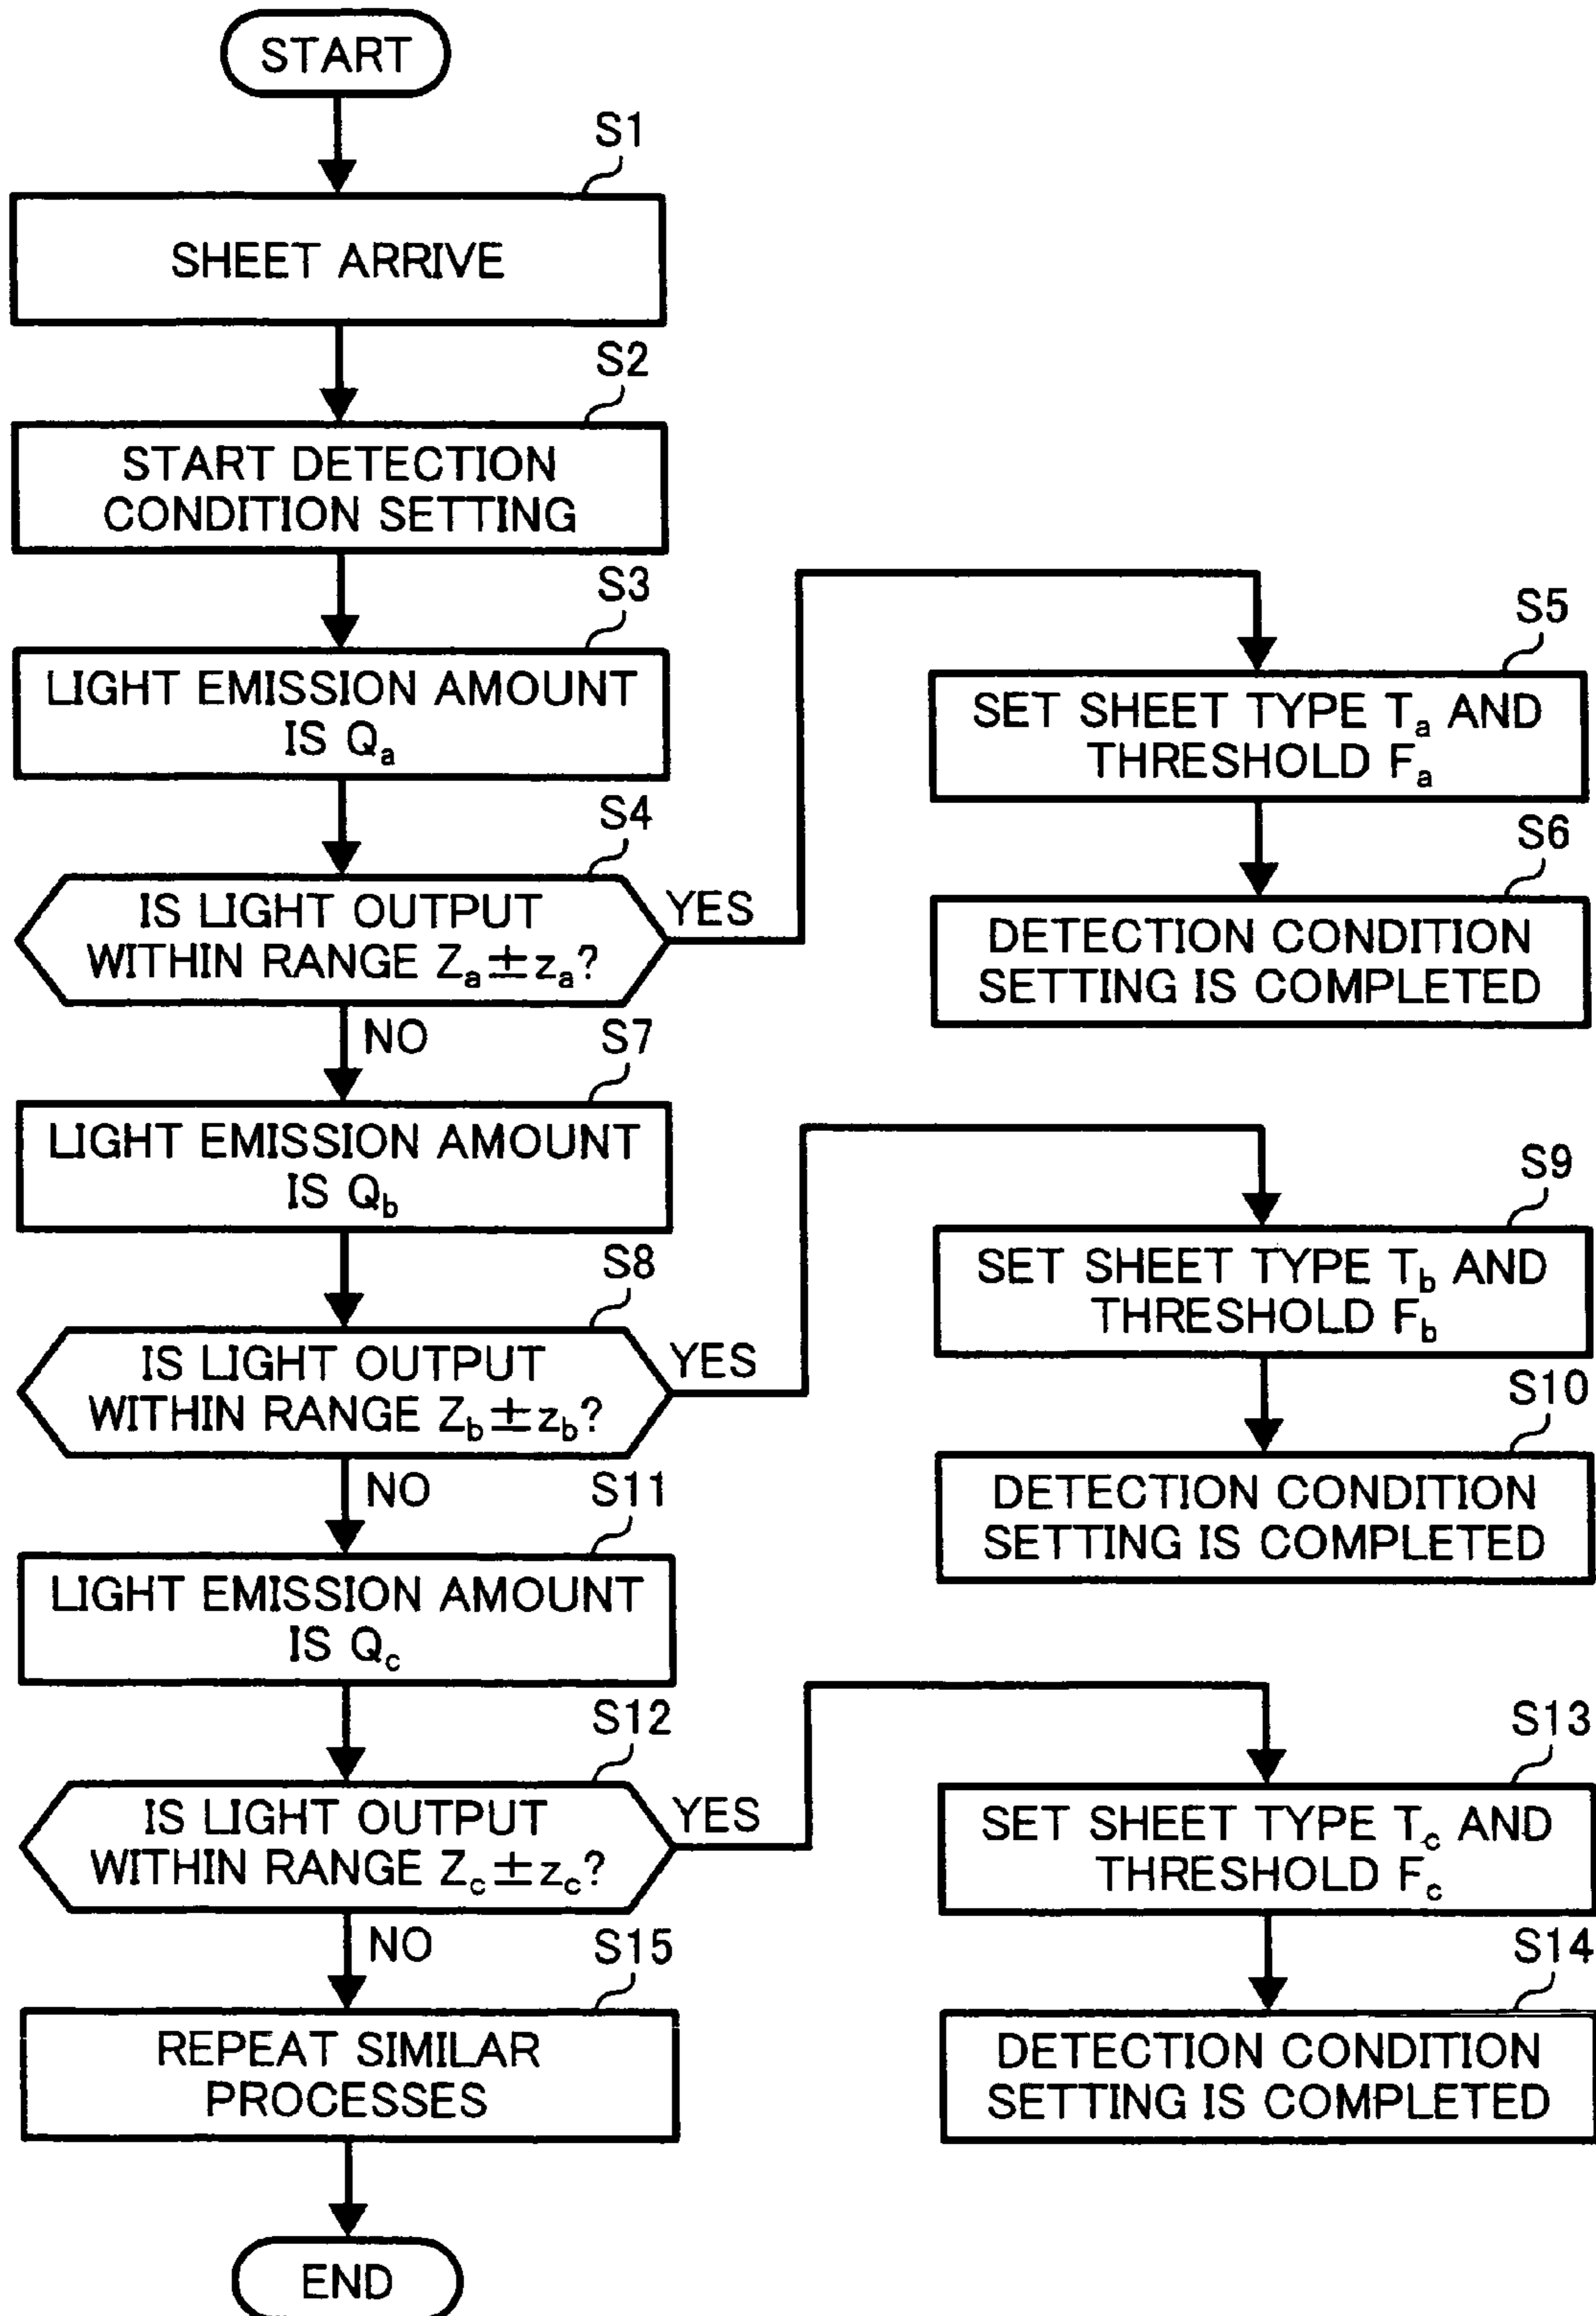 START
S1
SHEET ARRIVE
S2
START DETECTION
CONDITION SETTING
S3
LIGHT EMISSION AMOUNT
IS Qa
S4
IS LIGHT OUTPUT
WITHIN RANGE Za±za?
YES
NO
S5
SET SHEET TYPE Ta AND
THRESHOLD Fa
S6
DETECTION CONDITION
SETTING IS COMPLETED
S7
LIGHT EMISSION AMOUNT
IS Qb
S8
IS LIGHT OUTPUT
WITHIN RANGE Zb±zb?
YES
NO
S9
SET SHEET TYPE Tb AND
THRESHOLD Fb
S10
DETECTION CONDITION
SETTING IS COMPLETED
S11
LIGHT EMISSION AMOUNT
IS Qc
S12
IS LIGHT OUTPUT
WITHIN RANGE Zc±zc?
YES
NO
S13
SET SHEET TYPE Tc AND
THRESHOLD Fc
S14
DETECTION CONDITION
SETTING IS COMPLETED
S15
REPEAT SIMILAR
PROCESSES
END